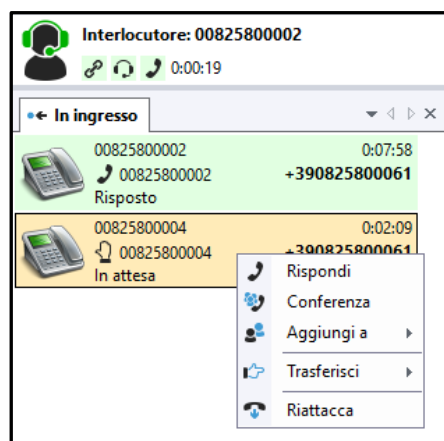 Interlocutore: 00825800002
0:00:19
In ingresso
00825800002 0:07:58
00825800002 +390825800061
Risposto
00825800004 0:02:09
00825800004 +390825800061
In attesa
Rispondi
Conferenza
Aggiungi a
Trasferisci
Riattacca